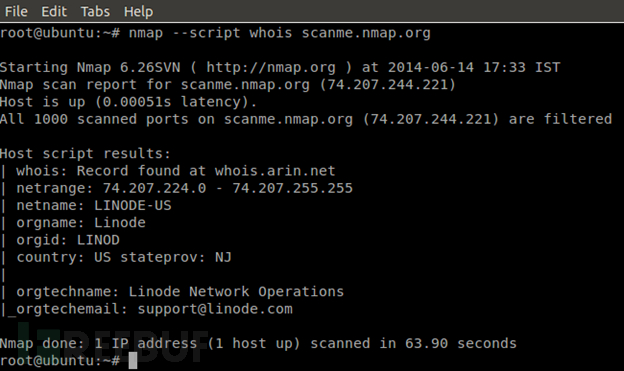 File Edit Tabs Help
root@ubuntu:~# nmap --script whois scanme.nmap.org
Starting Nmap 6.26SVN ( http://nmap.org ) at 2014-06-14 17:33 IST
Nmap scan report for scanme.nmap.org (74.207.244.221)
Host is up (0.00051s latency).
All 1000 scanned ports on scanme.nmap.org (74.207.244.221) are filtered
Host script results:
| whois: Record found at whois.arin.net
| netrange: 74.207.224.0 - 74.207.255.255
| netname: LINODE-US
| orgname: Linode
| orgid: LINOD
| country: US stateprov: NJ
|
| orgtechname: Linode Network Operations
|_orgtechemail: support@linode.com
Nmap done: 1 IP address (1 host up) scanned in 63.90 seconds
root@ubuntu:~#